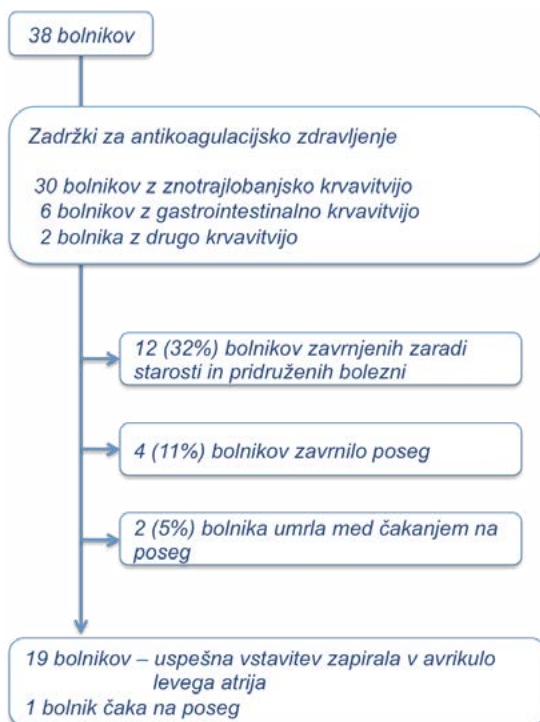 38 bolnikov
Zadržki za antikoagulacijsko zdravljenje
30 bolnikov z znotrajlobanjsko krvavitvijo
6 bolnikov z gastrointestinalno krvavitvijo
2 bolnika z drugo krvavitvijo
12 (32%) bolnikov zavrnjenih zaradi
starosti in pridruženih bolezni
4 (11%) bolnikov zavrnilo poseg
2 (5%) bolnika umrla med čakanjem na
poseg
19 bolnikov – uspešna vstavitev zapirala v avrikulo
levega atrija
1 bolnik čaka na poseg